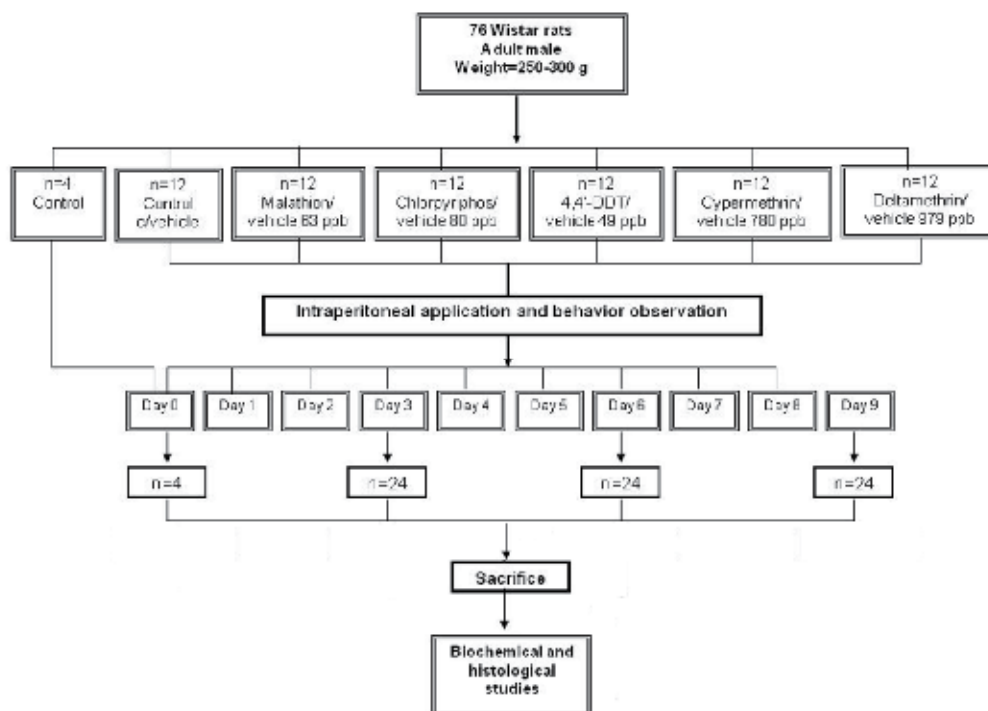 76 Wistar rats
Adult male
Weight=250-300 g
n=4
Control
n=12
Control
c/vehicle
n=12
Malathion/
vehicle 63 ppb
n=12
Chlorpyriphos/
vehicle 80 ppb
n=12
4,4'-DDT/
vehicle 49 ppb
n=12
Cypermethrin/
vehicle 780 ppb
n=12
Deltamethrin/
vehicle 979 ppb
Intraperitoneal application and behavior observation
Day 0
Day 1
Day 2
Day 3
Day 4
Day 5
Day 6
Day 7
Day 8
Day 9
n=4
n=24
n=24
n=24
Sacrifice
Biochemical and
histological
studies